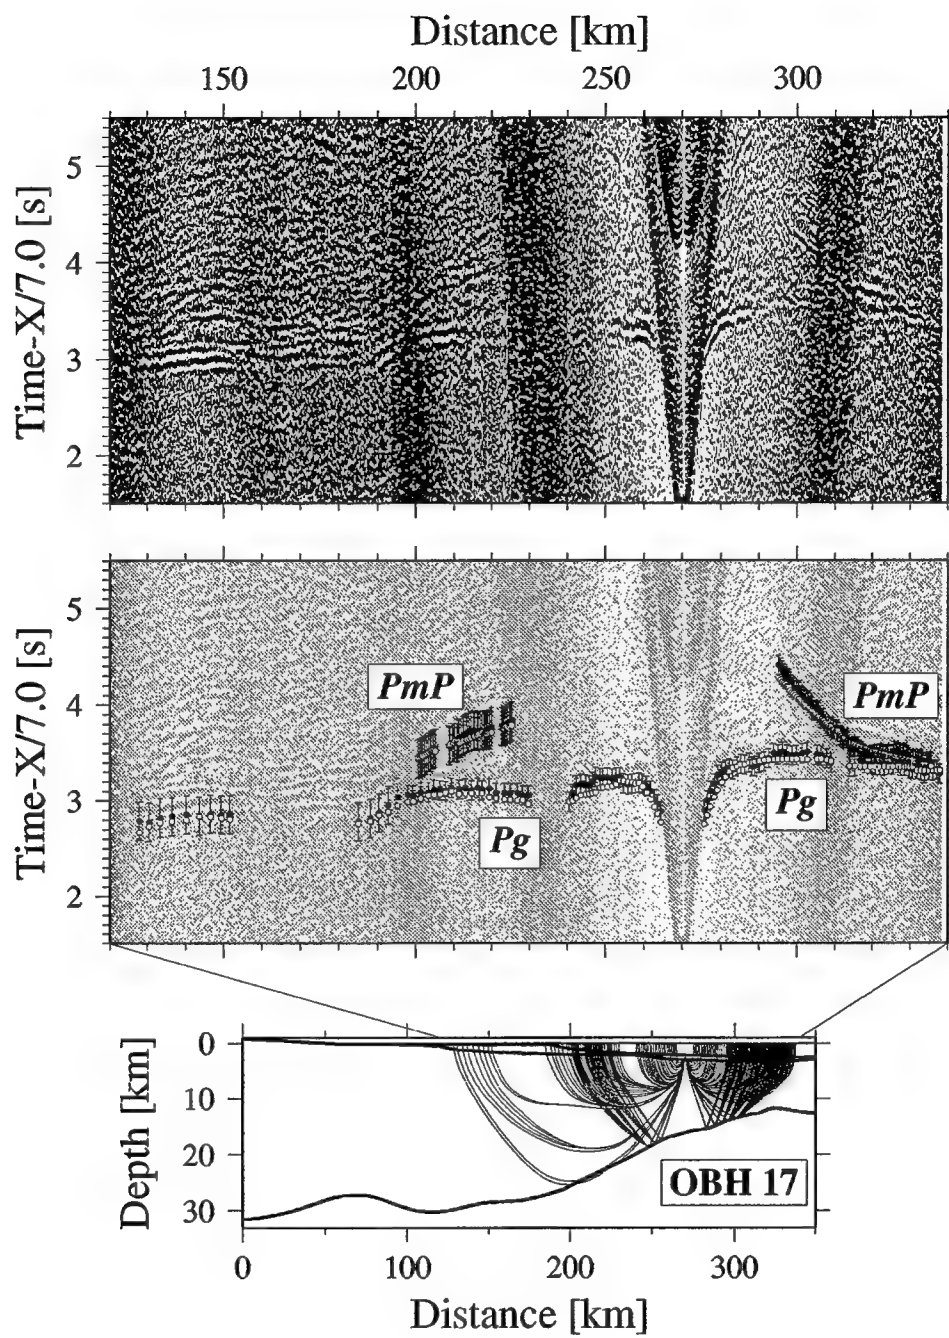 Distance [km]
150 200 250 300
5
4
3
2
Time-X/7.0 [s]
5
4
3
2
Time-X/7.0 [s]
PmP
PmP
Pg
Pg
0
10
20
30
Depth [km]
OBH 17
0 100 200 300
Distance [km]